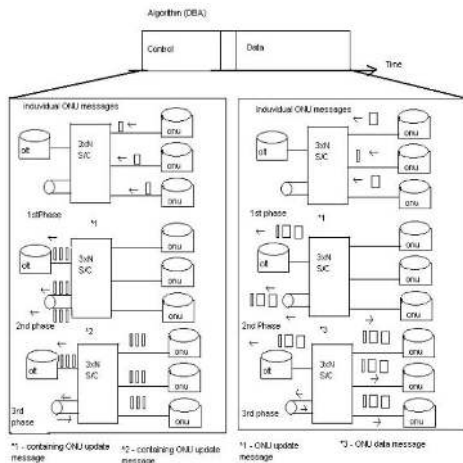 Algorithm (DBA)
Control
Data
Time
Induvidual ONU messages
onu
olt
3xN
S/C
onu
onu
1stPhase
*1
onu
olt
3xN
S/C
onu
onu
2nd phase
*2
onu
olt
3xN
S/C
onu
3rd
phase
onu
*1 - containing ONU update
message
*2 - containing ONU update
message
Induvidual ONU messages
onu
olt
3xN
S/C
onu
onu
1st phase
*1
onu
olt
3xN
S/C
onu
onu
2nd Phase
*3
onu
olt
3xN
S/C
onu
3rd phase
onu
*1 - ONU update
message
*3 - ONU data message